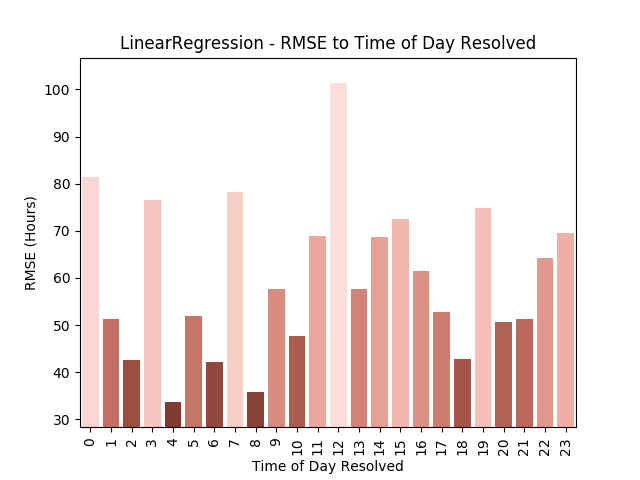 LinearRegression - RMSE to Time of Day Resolved
100
90
80
70
60
50
40
30
RMSE (Hours)
0 1 2 3 4 5 6 7 8 9 10 11 12 13 14 15 16 17 18 19 20 21 22 23
Time of Day Resolved